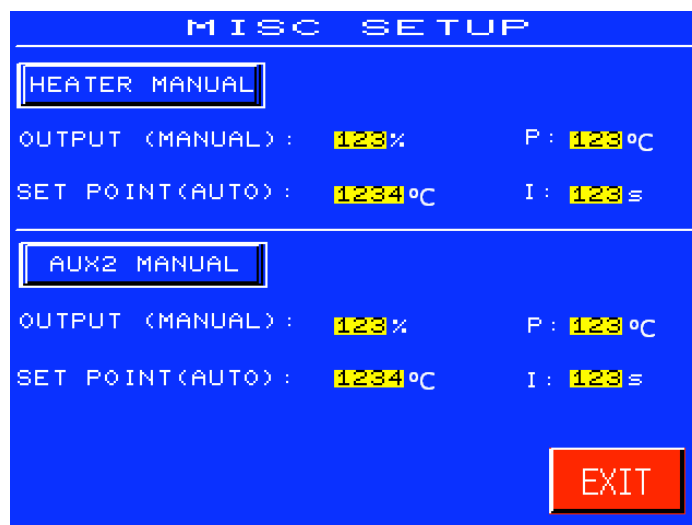 MISC SETUP
HEATER MANUAL
OUTPUT (MANUAL): 123% P: 123ºC
SET POINT(AUTO): 1234ºC I: 123s
AUX2 MANUAL
OUTPUT (MANUAL): 123% P: 123ºC
SET POINT(AUTO): 1234ºC I: 123s
EXIT